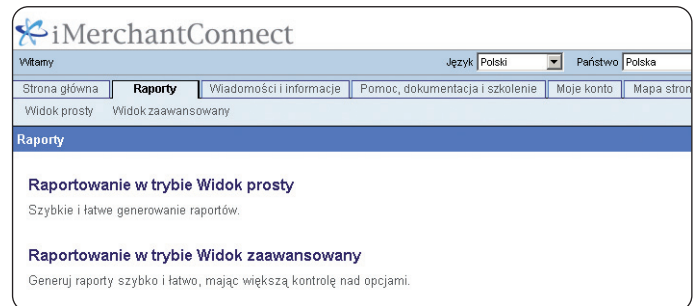 iMerchantConnect
Witamy Język Polski Państwo Polska
Strona główna Raporty Wiadomości i informacje Pomoc, dokumentacja i szkolenie Moje konto Mapa stron
Widok prosty Widok zaawansowany
Raporty
Raportowanie w trybie Widok prosty
Szybkie i łatwe generowanie raportów.
Raportowanie w trybie Widok zaawansowany
Generuj raporty szybko i łatwo, mając większą kontrolę nad opcjami.